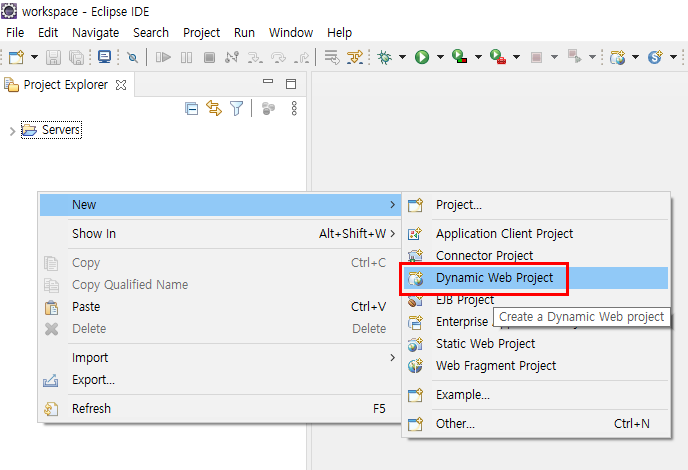 workspace - Eclipse IDE
File Edit Navigate Search Project Run Window Help
Project Explorer
Servers
New
Show In Alt+Shift+W
Copy Ctrl+C
Copy Qualified Name
Paste Ctrl+V
Delete Delete
Import
Export...
Refresh F5
Project...
Application Client Project
Connector Project
Dynamic Web Project
EJB Project
Create a Dynamic Web project
Enterprise
Static Web Project
Web Fragment Project
Example...
Other... Ctrl+N